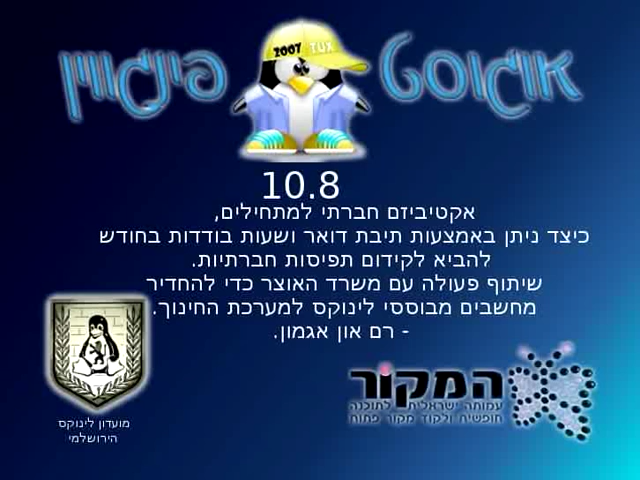 אוגוסט פינגווין
2007 TUX
10.8
אקטיביזם חברתי למתחילים,
כיצד ניתן באמצעות תיבת דואר ושעות בודדות בחודש
להביא לקידום תפיסות חברתיות.
שיתוף פעולה עם משרד האוצר כדי להחדיר
מחשבים מבוססי לינוקס למערכת החינוך.
- רם און אגמון.
מועדון לינוקס
הירושלמי
המקור
עמותה ישראלית לתוכנה
חופשית ולקוד מקור פתוח